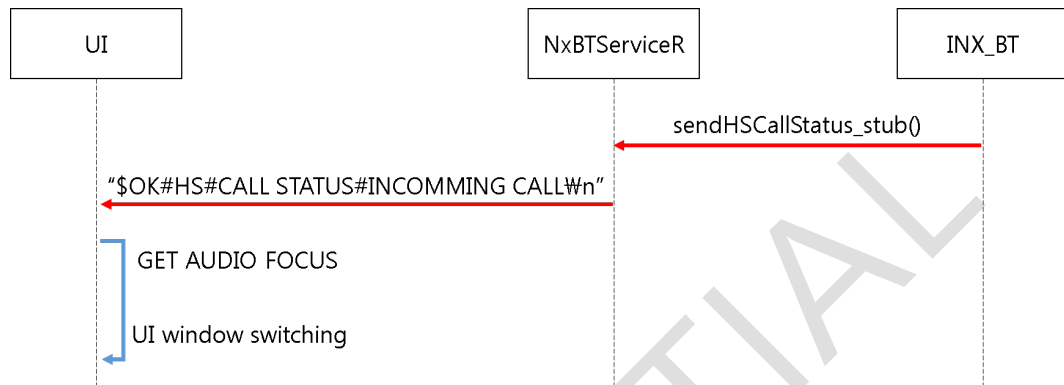 UI
NxBTServiceR
INX_BT
sendHSCallStatus_stub()
“$OK#HS#CALL STATUS#INCOMMING CALL₩n”
GET AUDIO FOCUS
UI window switching
TIAL